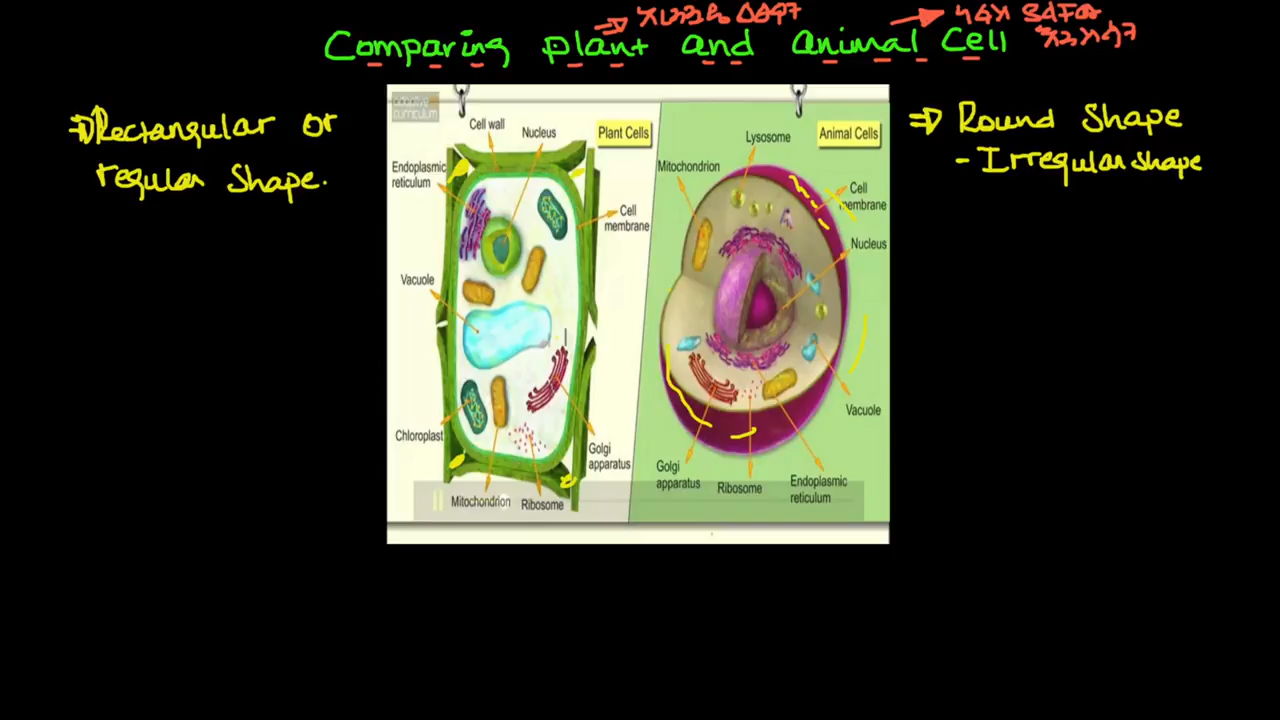 Comparing plant and animal Cell
⇒ Rectangular or
regular Shape.
⇒ Round Shape
- Irregular shape
adaptive
curriculum
Plant Cells
Cell wall
Nucleus
Endoplasmic
reticulum
Cell
membrane
Vacuole
Chloroplast
Golgi
apparatus
Mitochondrion
Ribosome
Animal Cells
Lysosome
Mitochondrion
Cell
membrane
Nucleus
Vacuole
Golgi
apparatus
Ribosome
Endoplasmic
reticulum